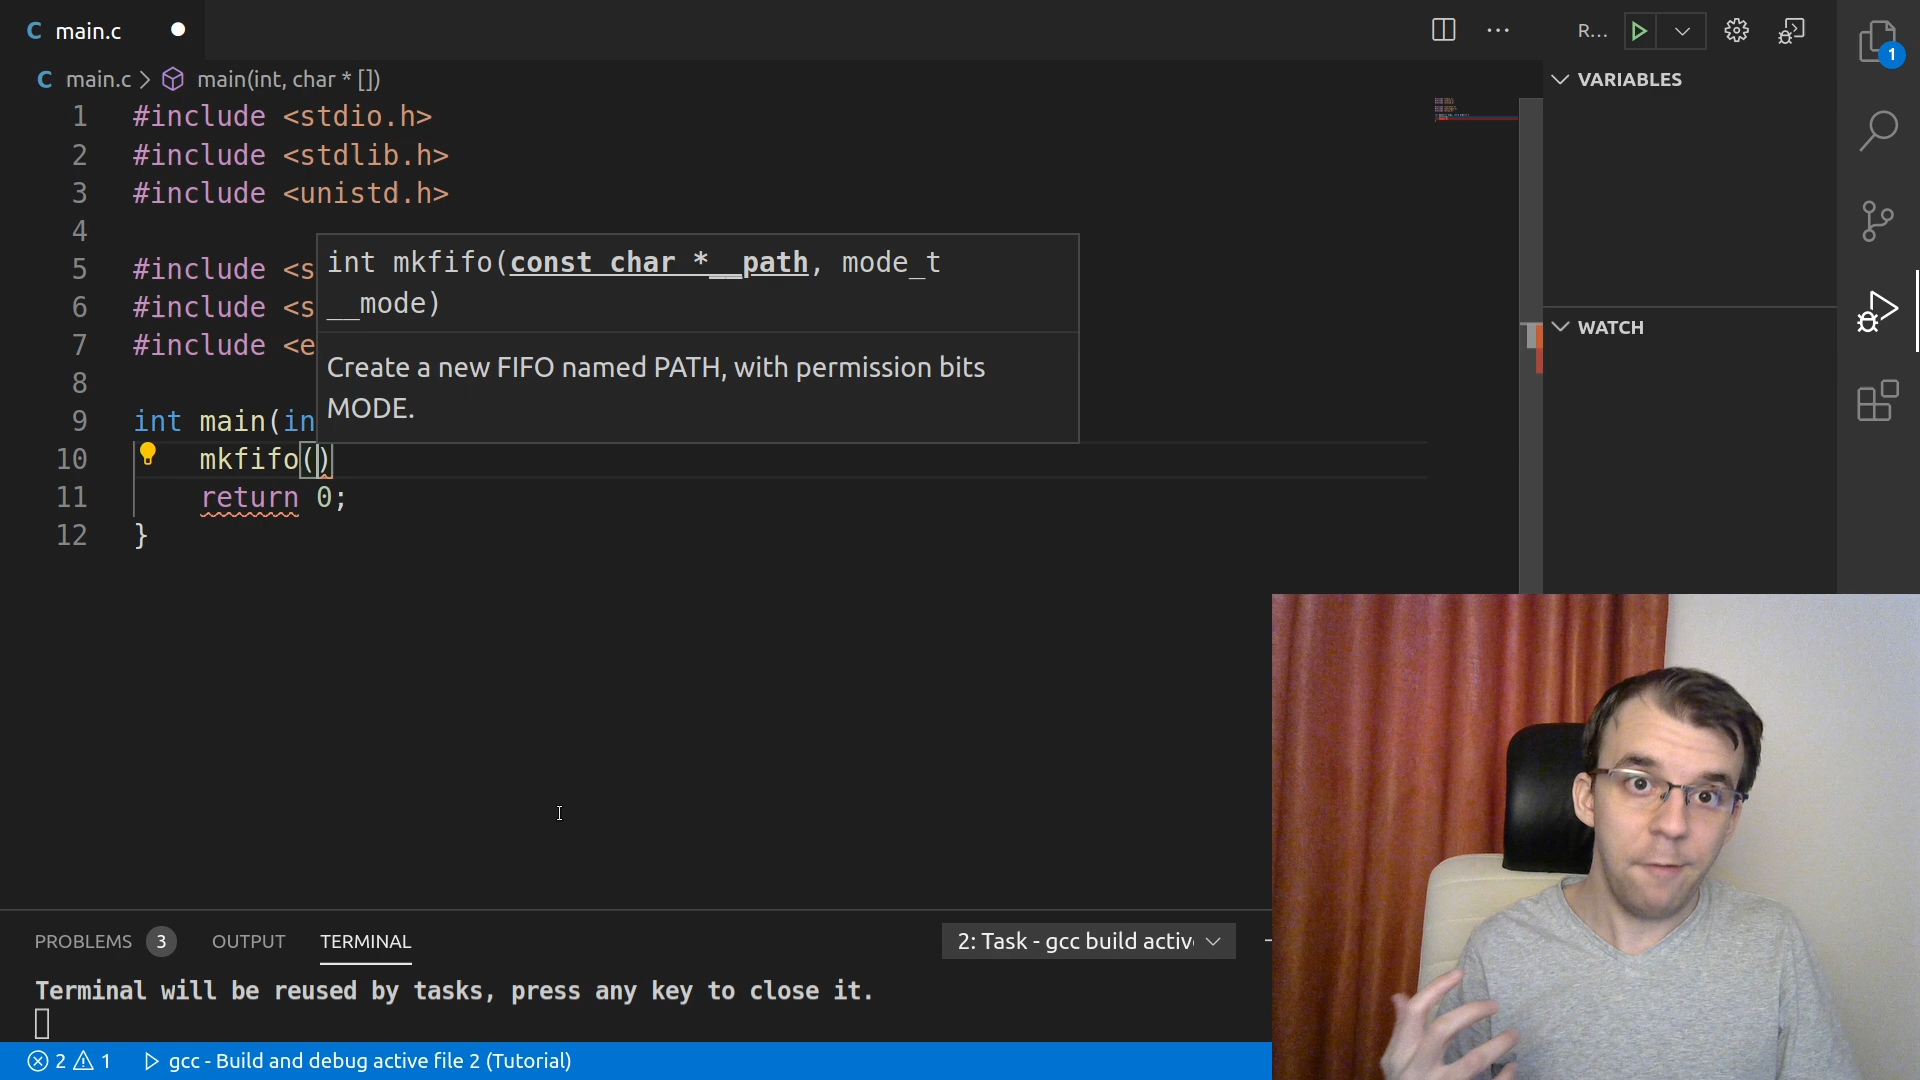 C main.c
R...
1
C main.c > main(int, char * [])
VARIABLES
1 #include <stdio.h>
2 #include <stdlib.h>
3 #include <unistd.h>
4
5 #include <s
6 #include <s
7 #include <e
8
9 int main(in
10 mkfifo()
11 return 0;
12 }
int mkfifo(const char *__path, mode_t
__mode)
Create a new FIFO named PATH, with permission bits
MODE.
WATCH
PROBLEMS 3 OUTPUT TERMINAL
2: Task - gcc build activ
Terminal will be reused by tasks, press any key to close it.
2 1 gcc - Build and debug active file 2 (Tutorial)